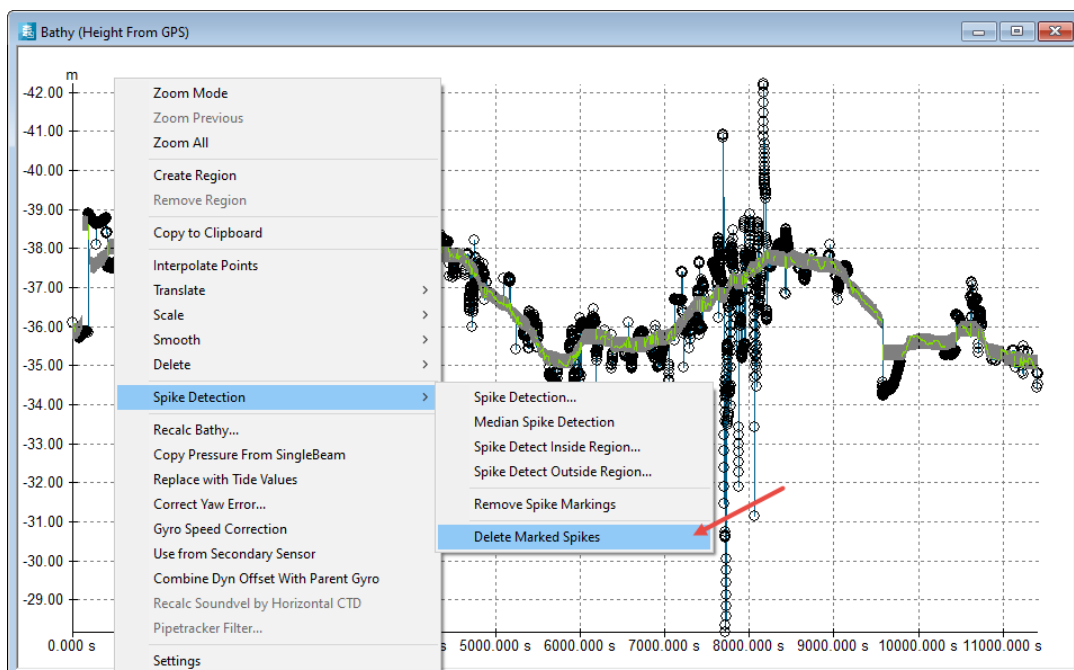 Bathy (Height From GPS)
m
-42.00
-41.00
-40.00
-39.00
-38.00
-37.00
-36.00
-35.00
-34.00
-33.00
-32.00
-31.00
-30.00
-29.00
Zoom Mode
Zoom Previous
Zoom All
Create Region
Remove Region
Copy to Clipboard
Interpolate Points
Translate
Scale
Smooth
Delete
Spike Detection
Recalc Bathy...
Copy Pressure From SingleBeam
Replace with Tide Values
Correct Yaw Error...
Gyro Speed Correction
Use from Secondary Sensor
Combine Dyn Offset With Parent Gyro
Recalc Soundvel by Horizontal CTD
Pipetracker Filter...
Settings
Spike Detection...
Median Spike Detection
Spike Detect Inside Region...
Spike Detect Outside Region...
Remove Spike Markings
Delete Marked Spikes
0.000 s s 5000.000 s 6000.000 s 7000.000 s 8000.000 s 9000.000 s 10000.000 s 11000.000 s